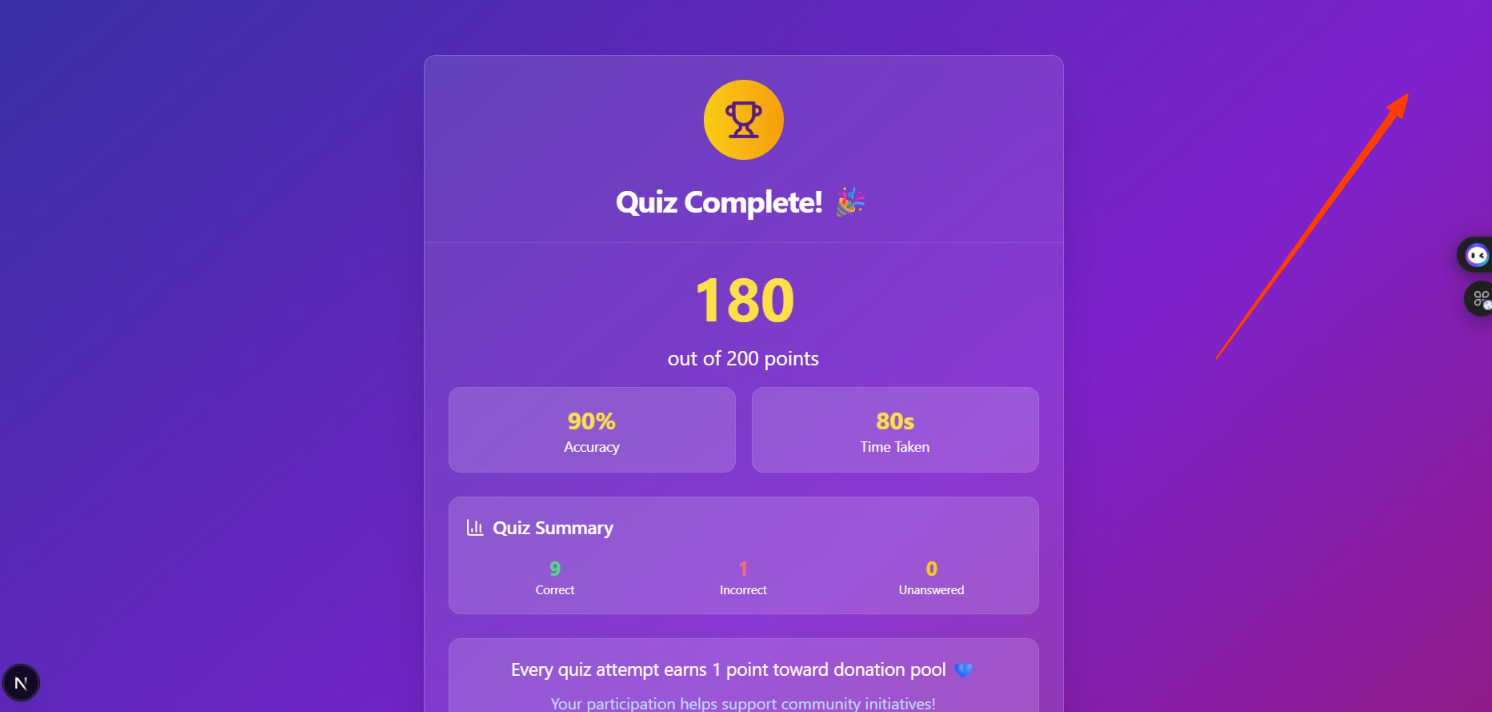 Quiz Complete! 🎉
180
out of 200 points
90%
Accuracy
80s
Time Taken
Quiz Summary
9
Correct
1
Incorrect
0
Unanswered
Every quiz attempt earns 1 point toward donation pool 💙
Your participation helps support community initiatives!
N